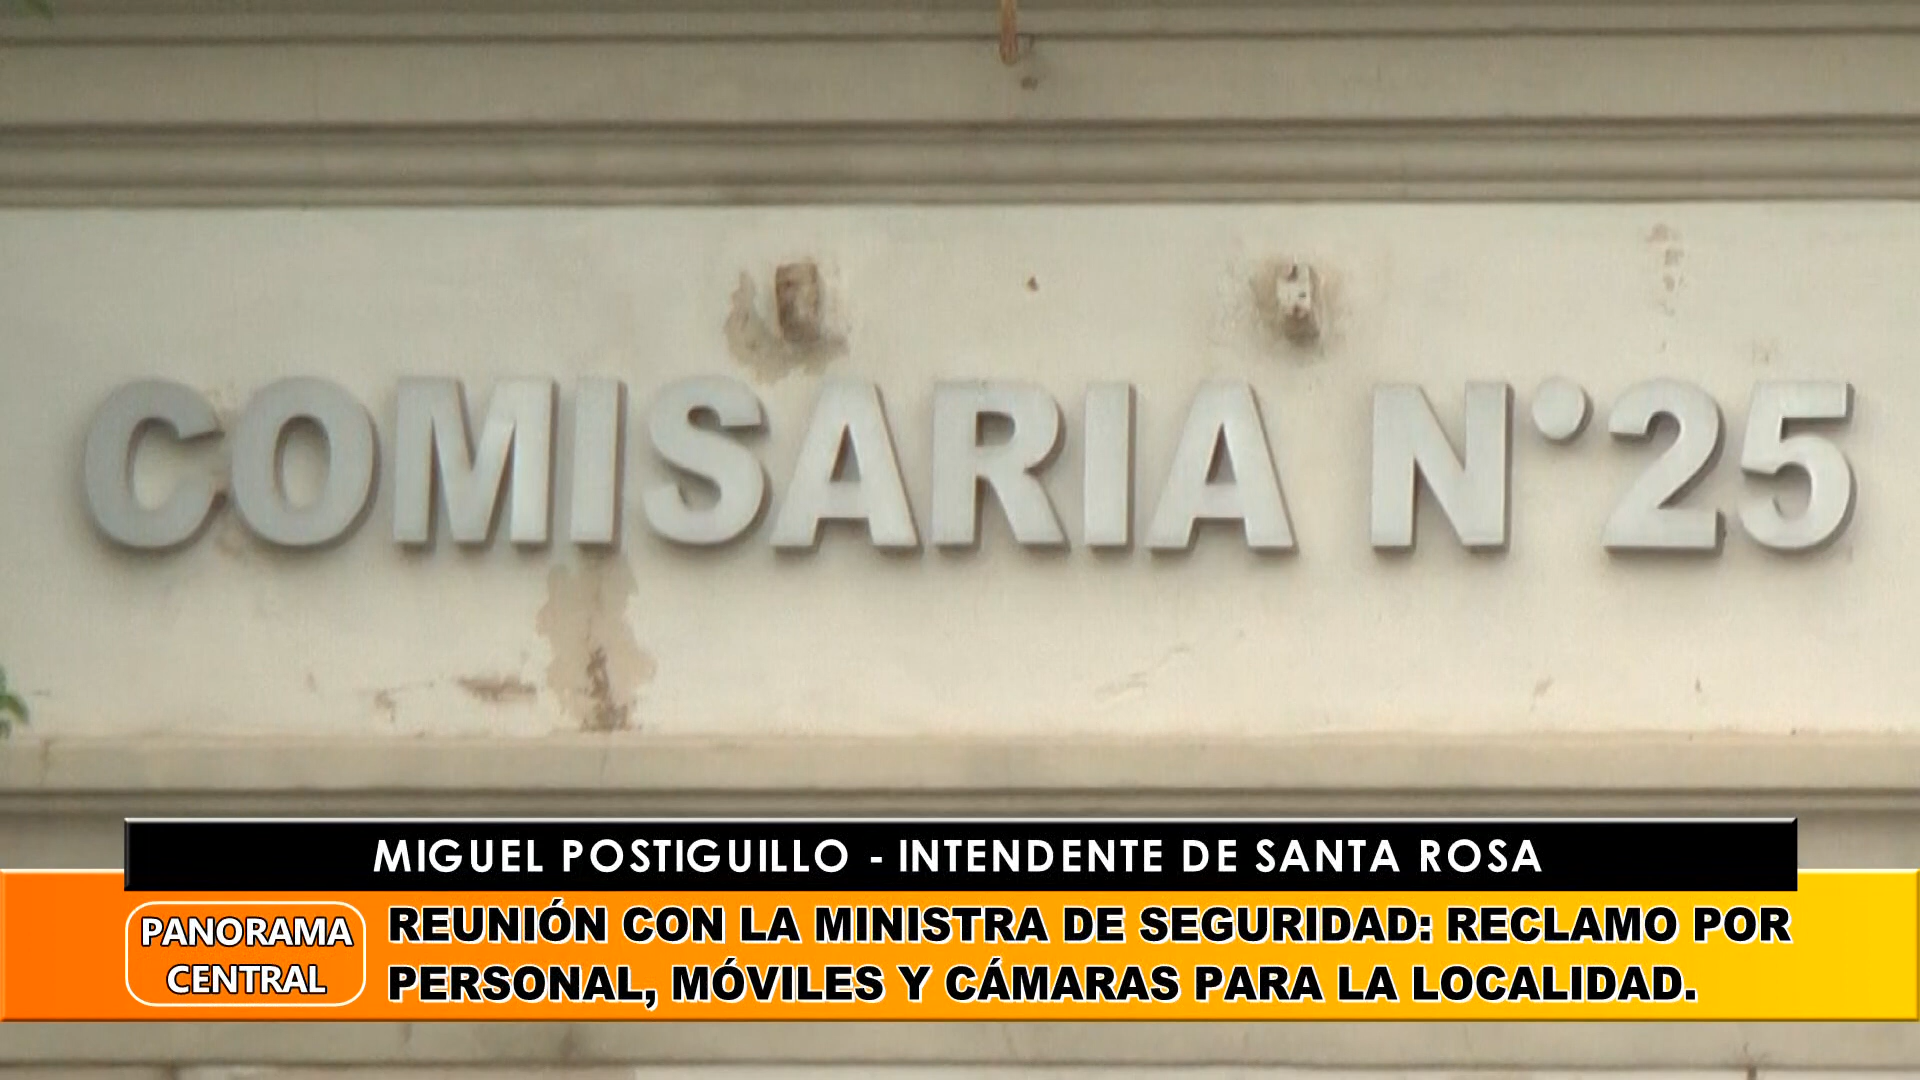 COMISARIA N°25
MIGUEL POSTIGUILLO - INTENDENTE DE SANTA ROSA
PANORAMA
CENTRAL
REUNIÓN CON LA MINISTRA DE SEGURIDAD: RECLAMO POR
PERSONAL, MÓVILES Y CÁMARAS PARA LA LOCALIDAD.